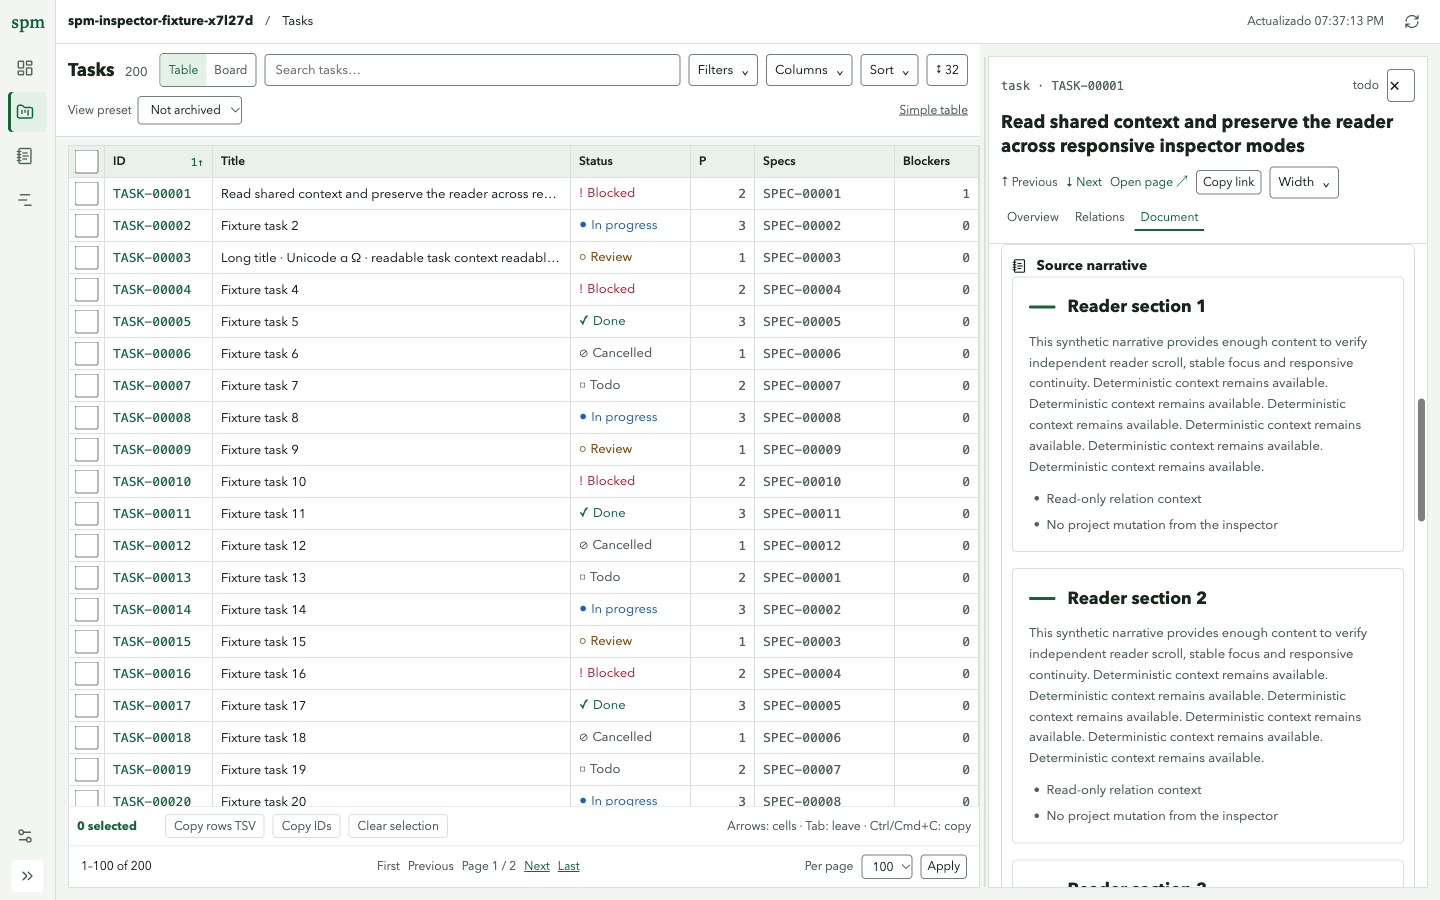 spm
spm-inspector-fixture-x7l27d / Tasks
Actualizado 07:37:13 PM
Tasks 200 Table Board Search tasks... Filters Columns Sort ↕ 32
View preset Not archived Simple table
ID 1↑ Title Status P Specs Blockers
TASK-00001 Read shared context and preserve the reader across re... ! Blocked 2 SPEC-00001 1
TASK-00002 Fixture task 2 • In progress 3 SPEC-00002 0
TASK-00003 Long title · Unicode α Ω · readable task context readabl... ○ Review 1 SPEC-00003 0
TASK-00004 Fixture task 4 ! Blocked 2 SPEC-00004 0
TASK-00005 Fixture task 5 ✓ Done 3 SPEC-00005 0
TASK-00006 Fixture task 6 ⊘ Cancelled 1 SPEC-00006 0
TASK-00007 Fixture task 7 □ Todo 2 SPEC-00007 0
TASK-00008 Fixture task 8 • In progress 3 SPEC-00008 0
TASK-00009 Fixture task 9 ○ Review 1 SPEC-00009 0
TASK-00010 Fixture task 10 ! Blocked 2 SPEC-00010 0
TASK-00011 Fixture task 11 ✓ Done 3 SPEC-00011 0
TASK-00012 Fixture task 12 ⊘ Cancelled 1 SPEC-00012 0
TASK-00013 Fixture task 13 □ Todo 2 SPEC-00001 0
TASK-00014 Fixture task 14 • In progress 3 SPEC-00002 0
TASK-00015 Fixture task 15 ○ Review 1 SPEC-00003 0
TASK-00016 Fixture task 16 ! Blocked 2 SPEC-00004 0
TASK-00017 Fixture task 17 ✓ Done 3 SPEC-00005 0
TASK-00018 Fixture task 18 ⊘ Cancelled 1 SPEC-00006 0
TASK-00019 Fixture task 19 □ Todo 2 SPEC-00007 0
TASK-00020 Fixture task 20 • In progress 3 SPEC-00008 0
0 selected Copy rows TSV Copy IDs Clear selection Arrows: cells · Tab: leave · Ctrl/Cmd+C: copy
1-100 of 200 First Previous Page 1 / 2 Next Last Per page 100 Apply
task · TASK-00001 todo ×
Read shared context and preserve the reader
across responsive inspector modes
↑ Previous ↓ Next Open page ↗ Copy link Width
Overview Relations Document
Source narrative
Reader section 1
This synthetic narrative provides enough content to verify
independent reader scroll, stable focus and responsive
continuity. Deterministic context remains available.
Deterministic context remains available. Deterministic
context remains available. Deterministic context remains
available. Deterministic context remains available.
Deterministic context remains available.
• Read-only relation context
• No project mutation from the inspector
Reader section 2
This synthetic narrative provides enough content to verify
independent reader scroll, stable focus and responsive
continuity. Deterministic context remains available.
Deterministic context remains available. Deterministic
context remains available. Deterministic context remains
available. Deterministic context remains available.
Deterministic context remains available.
• Read-only relation context
• No project mutation from the inspector
Reader section 3